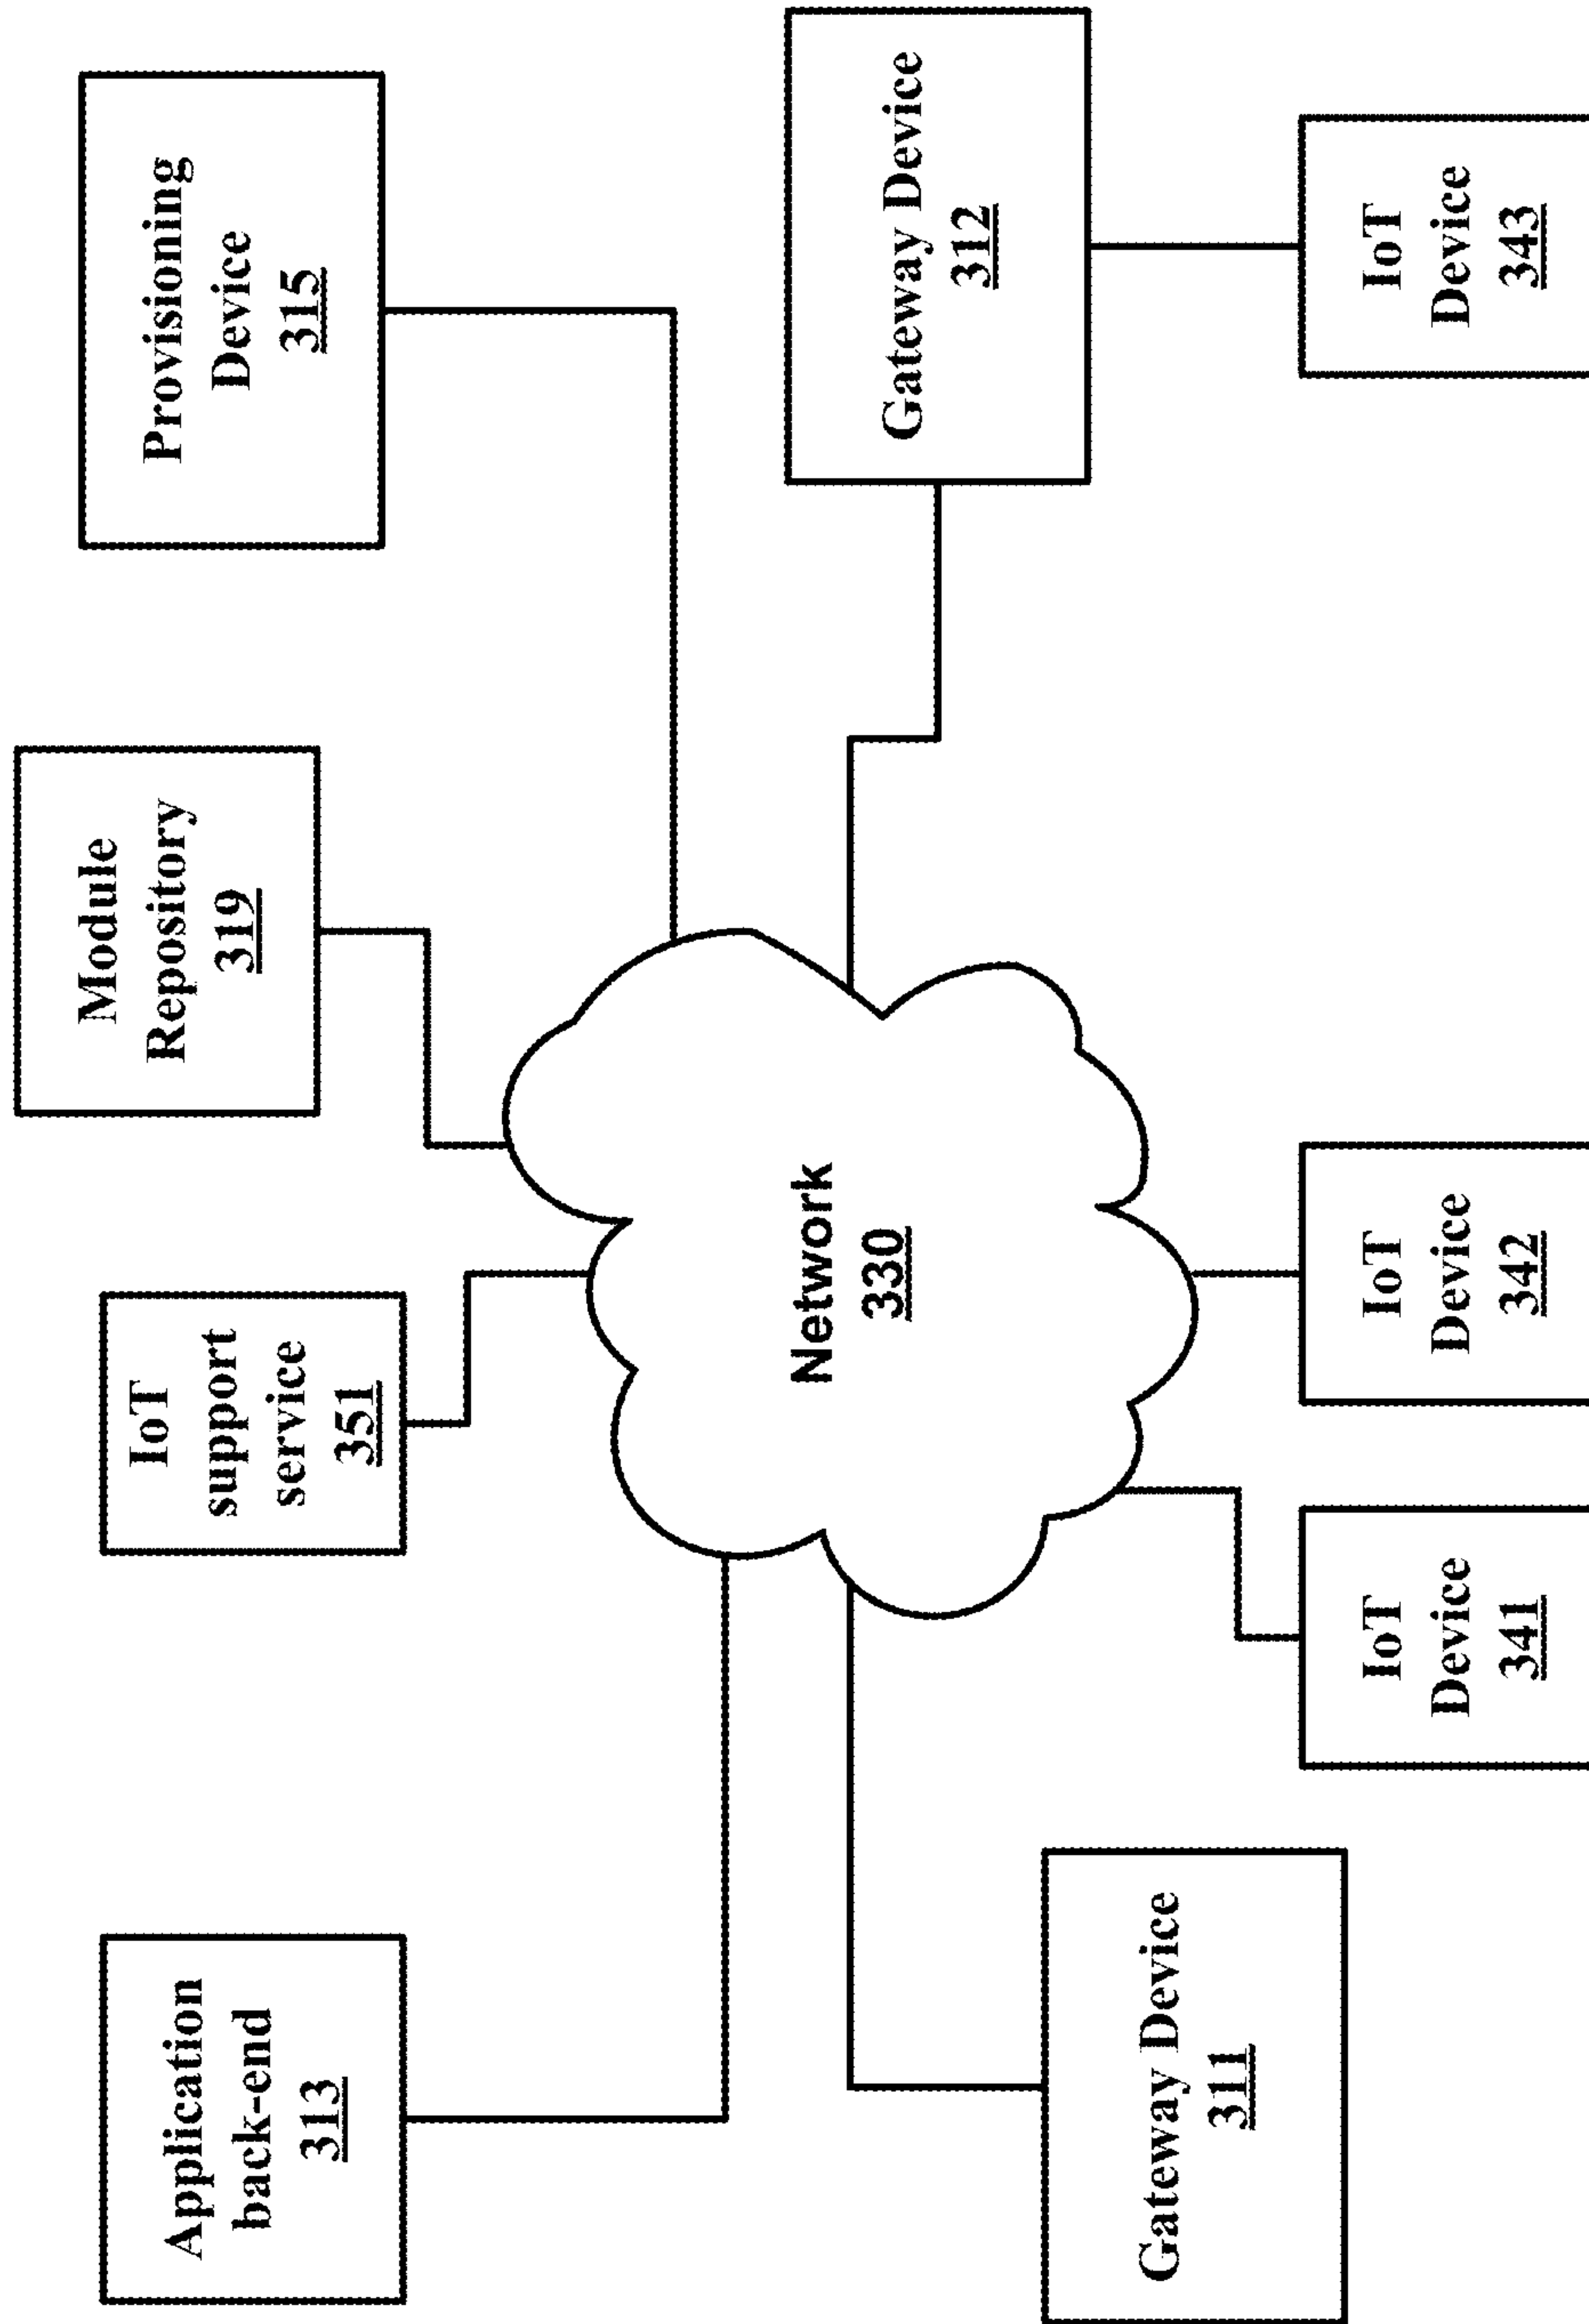 Application
back-end
313
IoT
support
service
351
Module
Repository
319
Provisioning
Device
315
Network
330
Gateway Device
311
Gateway Device
312
IoT
Device
341
IoT
Device
342
IoT
Device
343